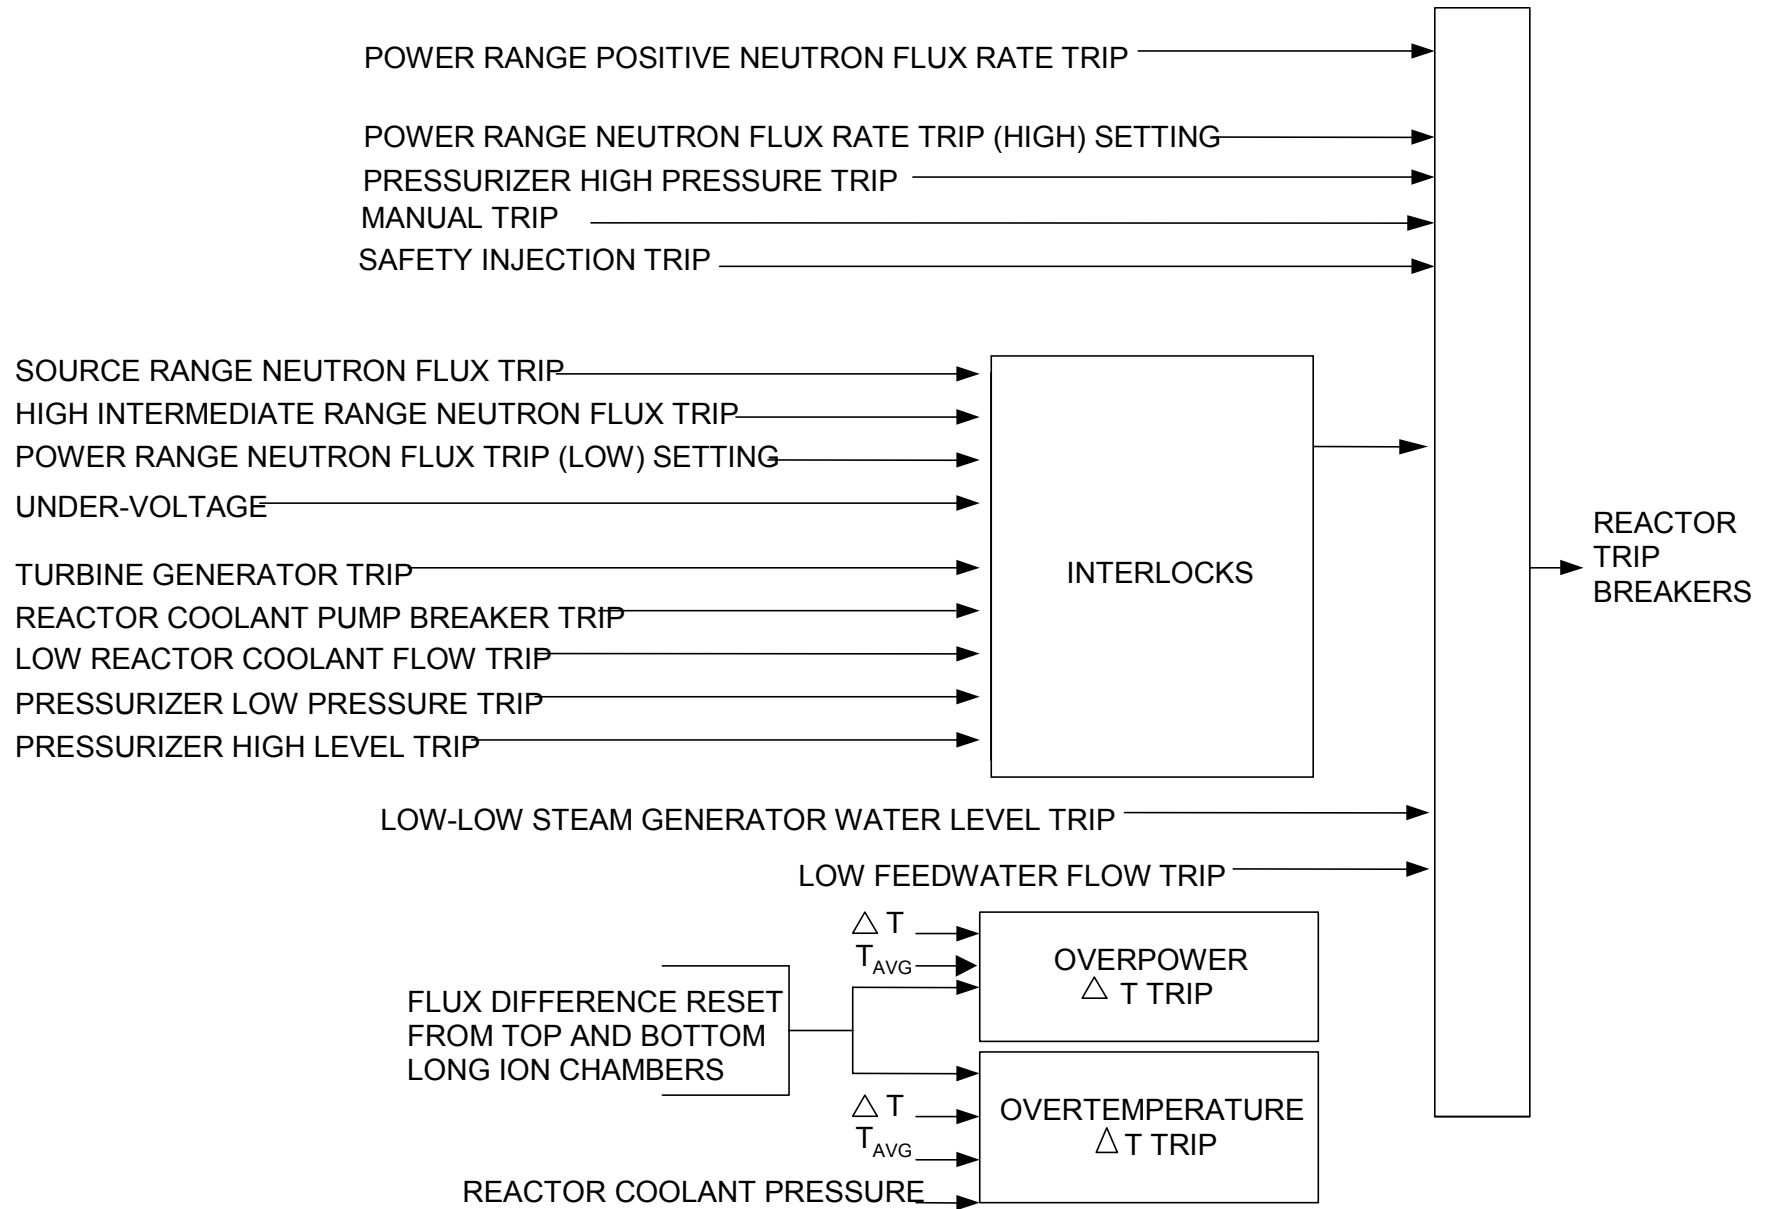 POWER RANGE POSITIVE NEUTRON FLUX RATE TRIP
POWER RANGE NEUTRON FLUX RATE TRIP (HIGH) SETTING
PRESSURIZER HIGH PRESSURE TRIP
MANUAL TRIP
SAFETY INJECTION TRIP
SOURCE RANGE NEUTRON FLUX TRIP
HIGH INTERMEDIATE RANGE NEUTRON FLUX TRIP
POWER RANGE NEUTRON FLUX TRIP (LOW) SETTING
UNDER-VOLTAGE
TURBINE GENERATOR TRIP
REACTOR COOLANT PUMP BREAKER TRIP
LOW REACTOR COOLANT FLOW TRIP
PRESSURIZER LOW PRESSURE TRIP
PRESSURIZER HIGH LEVEL TRIP
INTERLOCKS
REACTOR
TRIP
BREAKERS
LOW-LOW STEAM GENERATOR WATER LEVEL TRIP
LOW FEEDWATER FLOW TRIP
△ T
T_AVG
OVERPOWER
△ T TRIP
FLUX DIFFERENCE RESET
FROM TOP AND BOTTOM
LONG ION CHAMBERS
△ T
T_AVG
OVERTEMPERATURE
△ T TRIP
REACTOR COOLANT PRESSURE